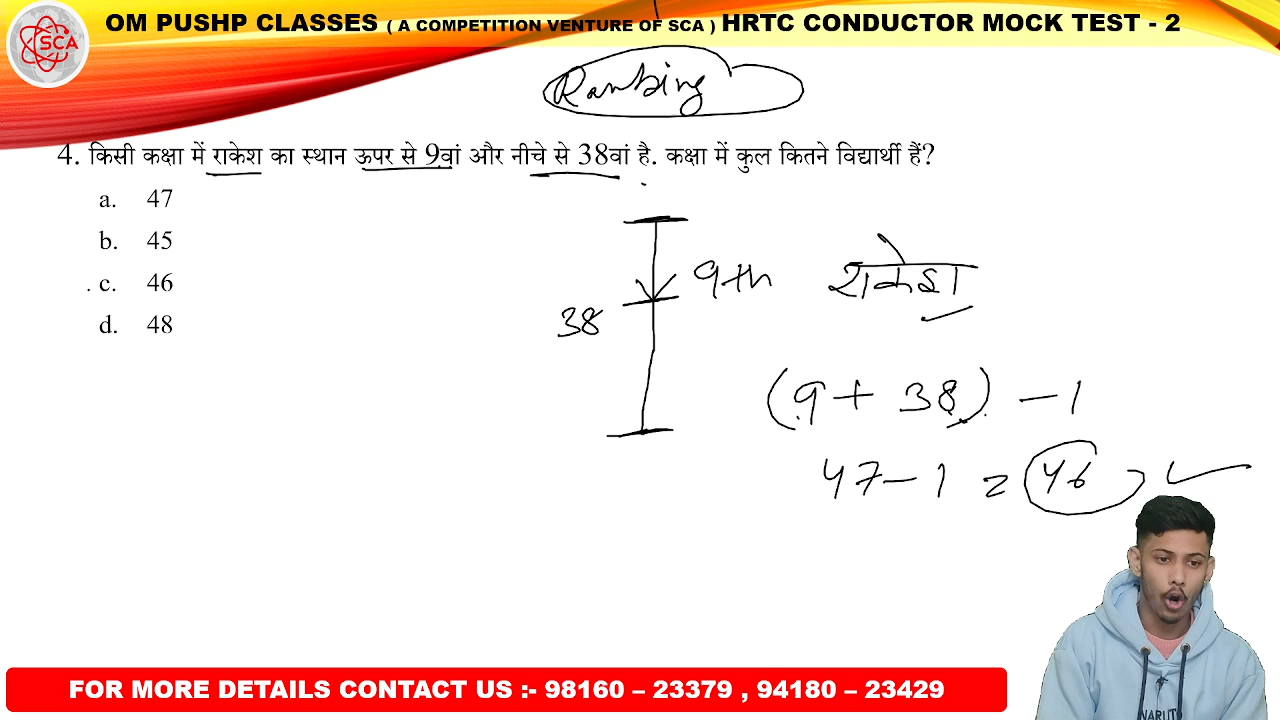 OM PUSHP CLASSES ( A COMPETITION VENTURE OF SCA ) HRTC CONDUCTOR MOCK TEST - 2
SCA
Ranking
4. किसी कक्षा में राकेश का स्थान ऊपर से 9वां और नीचे से 38वां है. कक्षा में कुल कितने विद्यार्थी हैं?
a. 47
b. 45
c. 46
d. 48
9th राकेश
38
(9 + 38) - 1
47 - 1 = 46
NARUTO
FOR MORE DETAILS CONTACT US :- 98160 – 23379 , 94180 – 23429